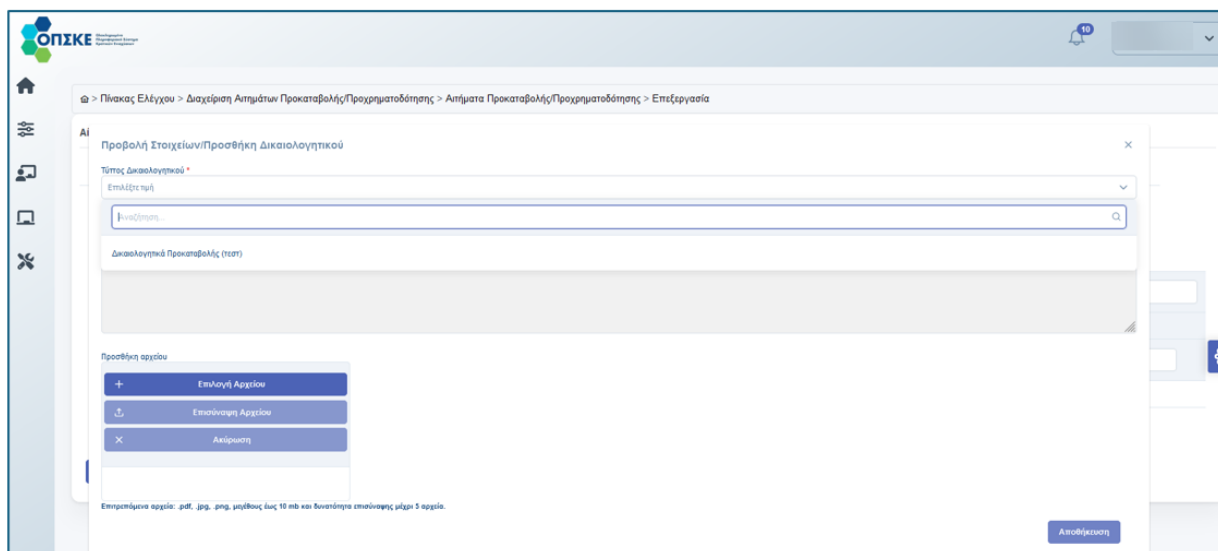 ΟΠΣΚΕ
10
> Πίνακας Ελέγχου > Διαχείριση Αιτημάτων Προκαταβολής/Προχρηματοδότησης > Αιτήματα Προκαταβολής/Προχρηματοδότησης > Επεξεργασία
Αί
Προβολή Στοιχείων/Προσθήκη Δικαιολογητικού
Τύπος Δικαιολογητικού *
Επιλέξτε τιμή
Αναζήτηση...
Δικαιολογητικά Προκαταβολής (τεστ)
Προσθήκη αρχείου
Επιλογή Αρχείου
Επισύναψη Αρχείου
Ακύρωση
Επιτρεπόμενα αρχεία: .pdf, .jpg, .png, μεγέθους έως 10 mb και δυνατότητα επισύναψης μέχρι 5 αρχεία.
Αποθήκευση